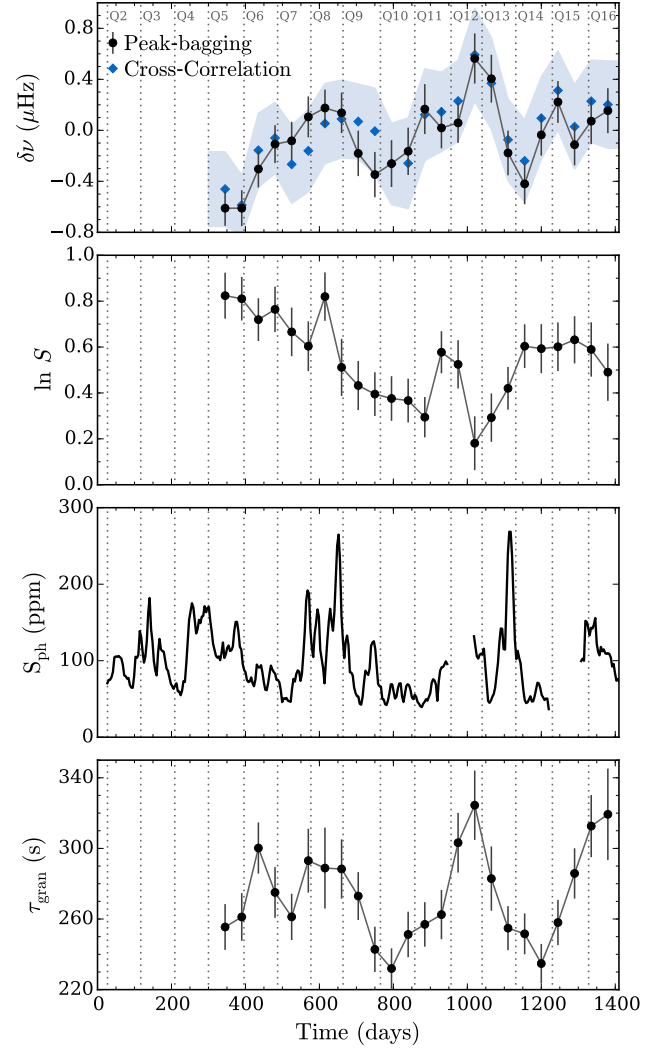 Q2 Q3 Q4 Q5 Q6 Q7 Q8 Q9 Q10 Q11 Q12 Q13 Q14 Q15 Q16
Peak-bagging
Cross-Correlation
δν (μHz)
0.8
0.4
0.0
−0.4
−0.8
ln S
1.0
0.8
0.6
0.4
0.2
0.0
S_ph (ppm)
300
200
100
0
τ_gran (s)
340
300
260
220
0 200 400 600 800 1000 1200 1400
Time (days)